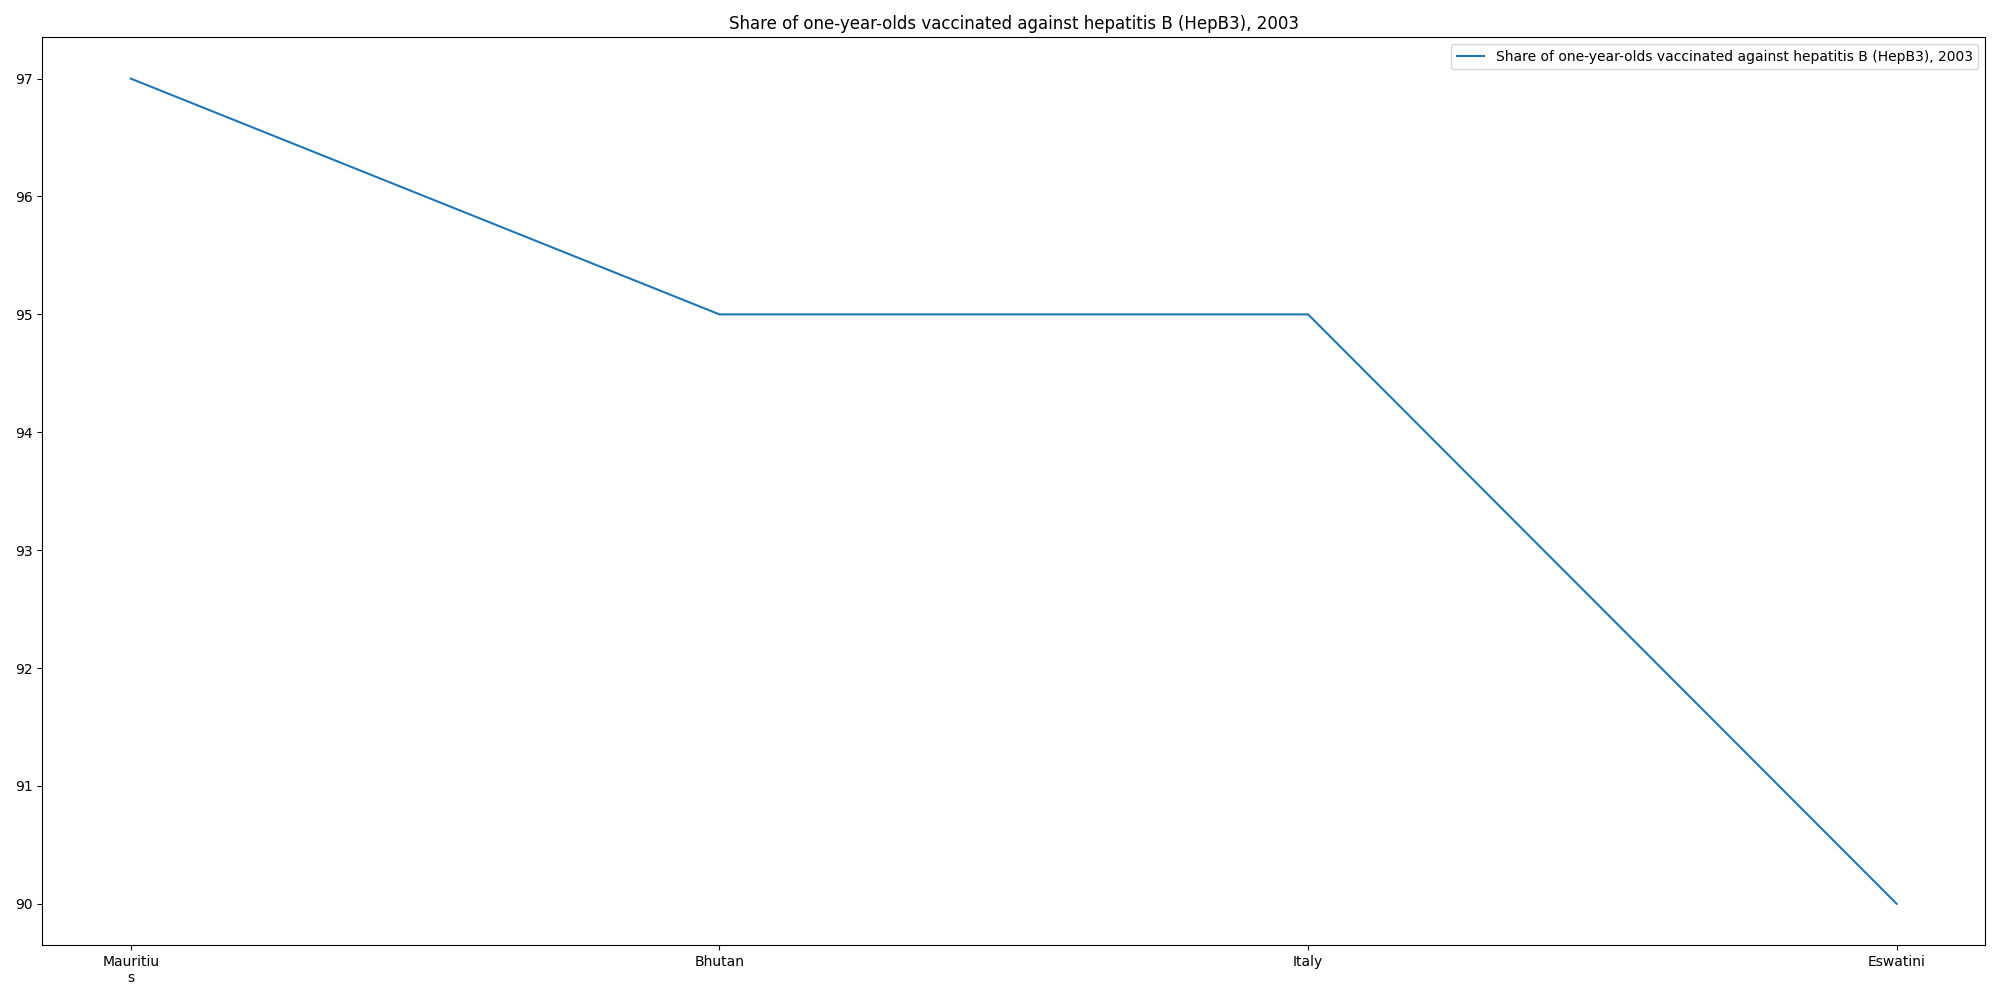 Share of one-year-olds vaccinated against hepatitis B (HepB3), 2003
Share of one-year-olds vaccinated against hepatitis B (HepB3), 2003
97
96
95
94
93
92
91
90
Mauritiu
s
Bhutan
Italy
Eswatini